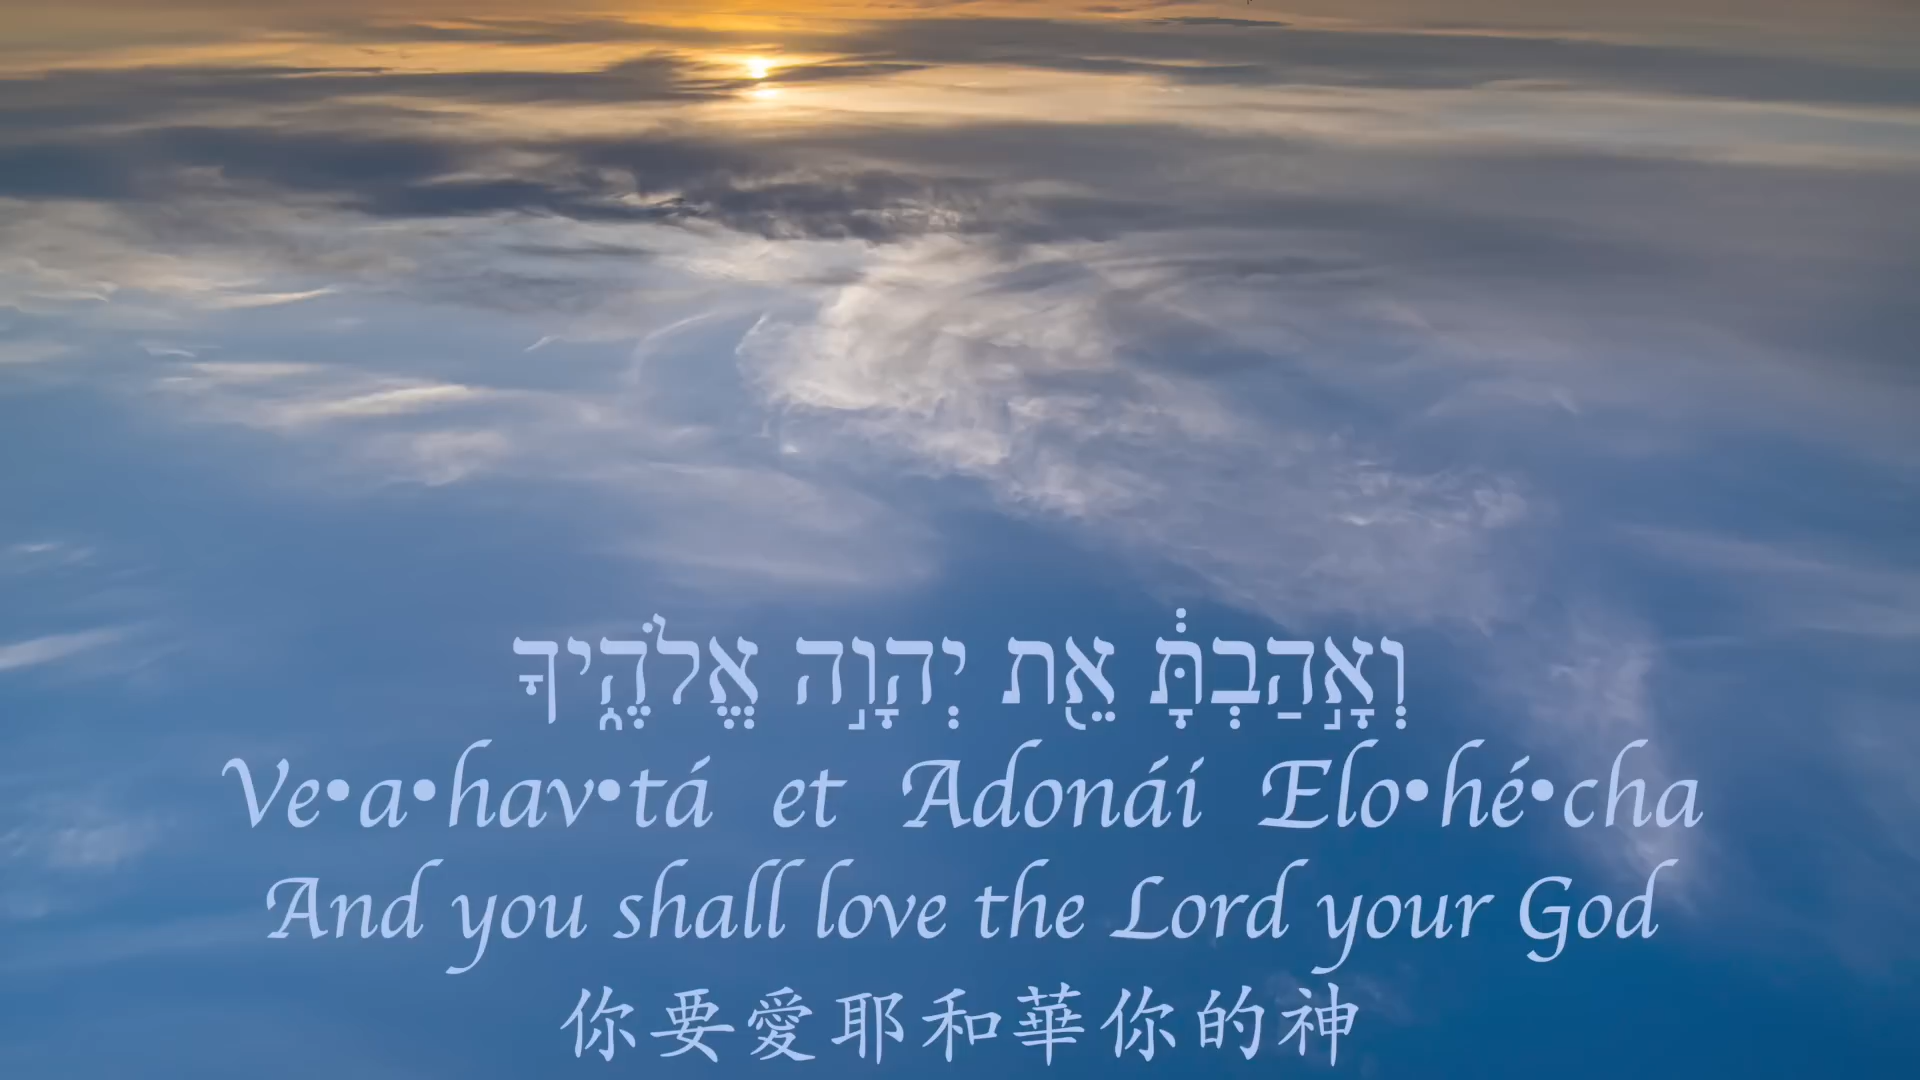 וְאָ֣הַבְתָּ֔ אֵ֖ת יְהוָ֣ה אֱלֹהֶ֑יךָ
Ve•a•hav•tá et Adonái Elo•hé•cha
And you shall love the Lord your God
你要愛耶和華你的神